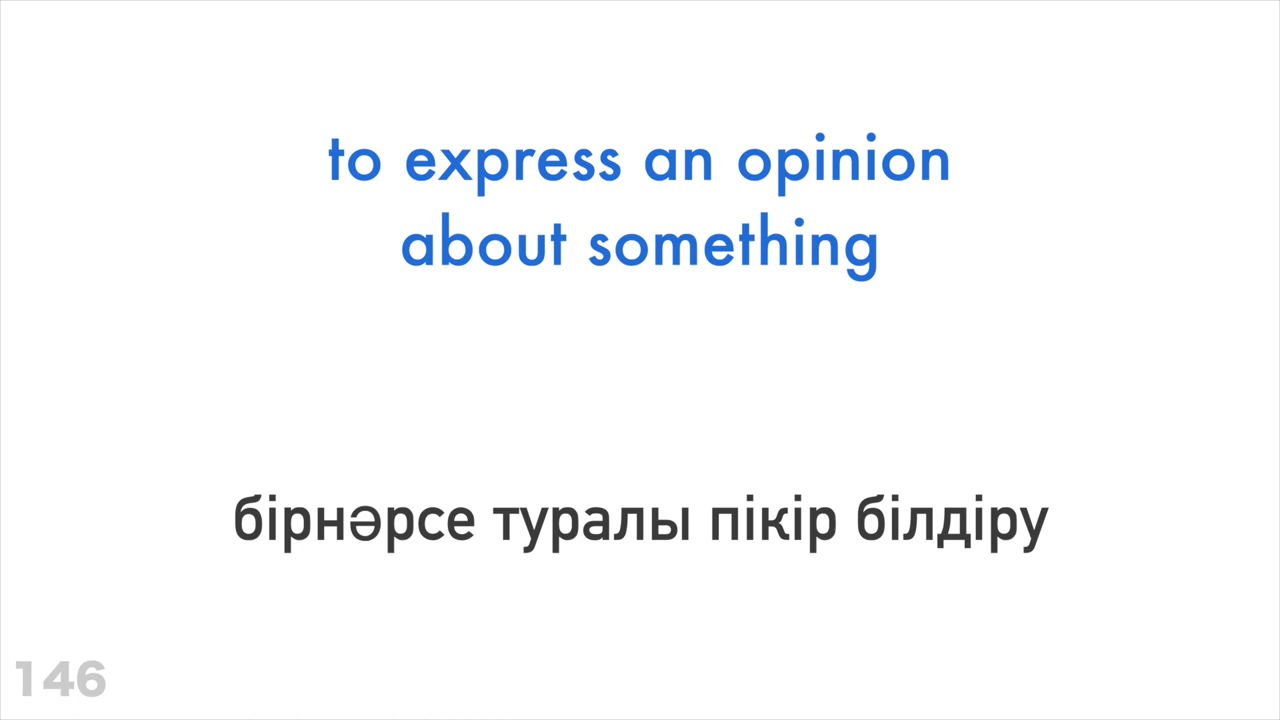 to express an opinion
about something
бірнәрсе туралы пікір білдіру
146